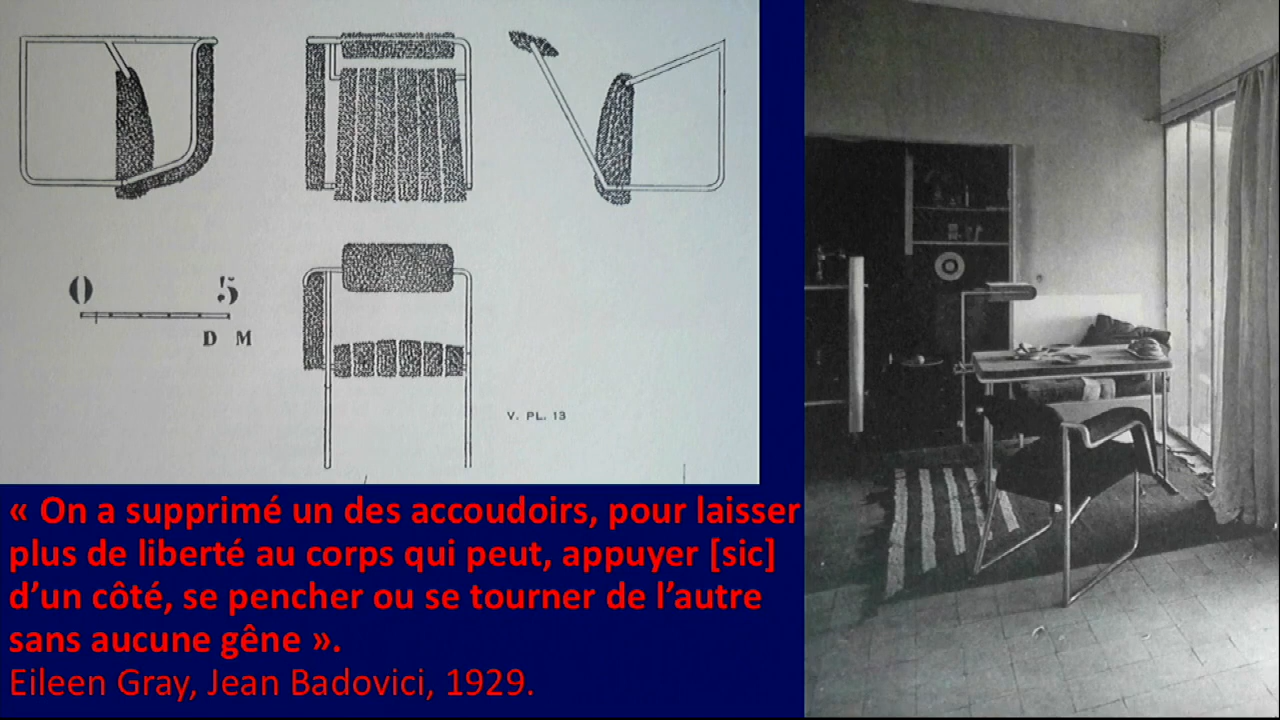 0 5
D M
V. PL. 13
« On a supprimé un des accoudoirs, pour laisser
plus de liberté au corps qui peut, appuyer [sic]
d’un côté, se pencher ou se tourner de l’autre
sans aucune gêne ».
Eileen Gray, Jean Badovici, 1929.